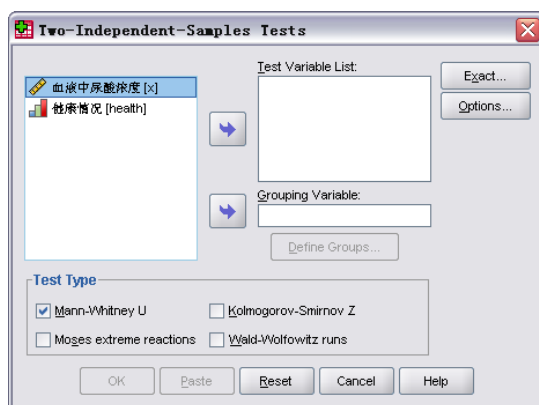 Two-Independent-Samples Tests
血液中尿酸浓度 [x]
健康情况 [health]
Test Variable List:
Exact...
Options...
Grouping Variable:
Define Groups...
Test Type
Mann-Whitney U
Kolmogorov-Smirnov Z
Moses extreme reactions
Wald-Wolfowitz runs
OK
Paste
Reset
Cancel
Help